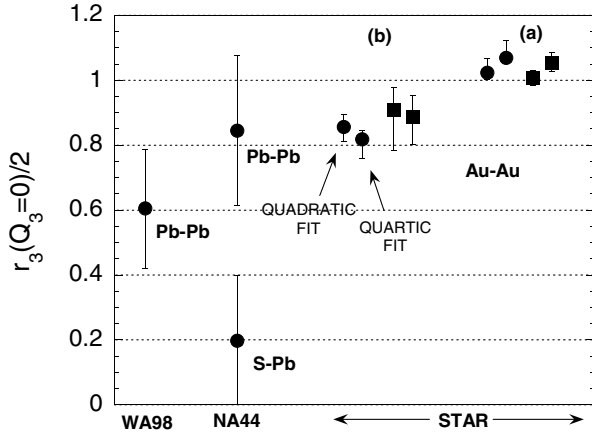 1.2
1
0.8
0.6
0.4
0.2
0
r3(Q3=0)/2
(b)
(a)
Pb-Pb
Pb-Pb
Au-Au
QUADRATIC
FIT
QUARTIC
FIT
S-Pb
WA98
NA44
STAR